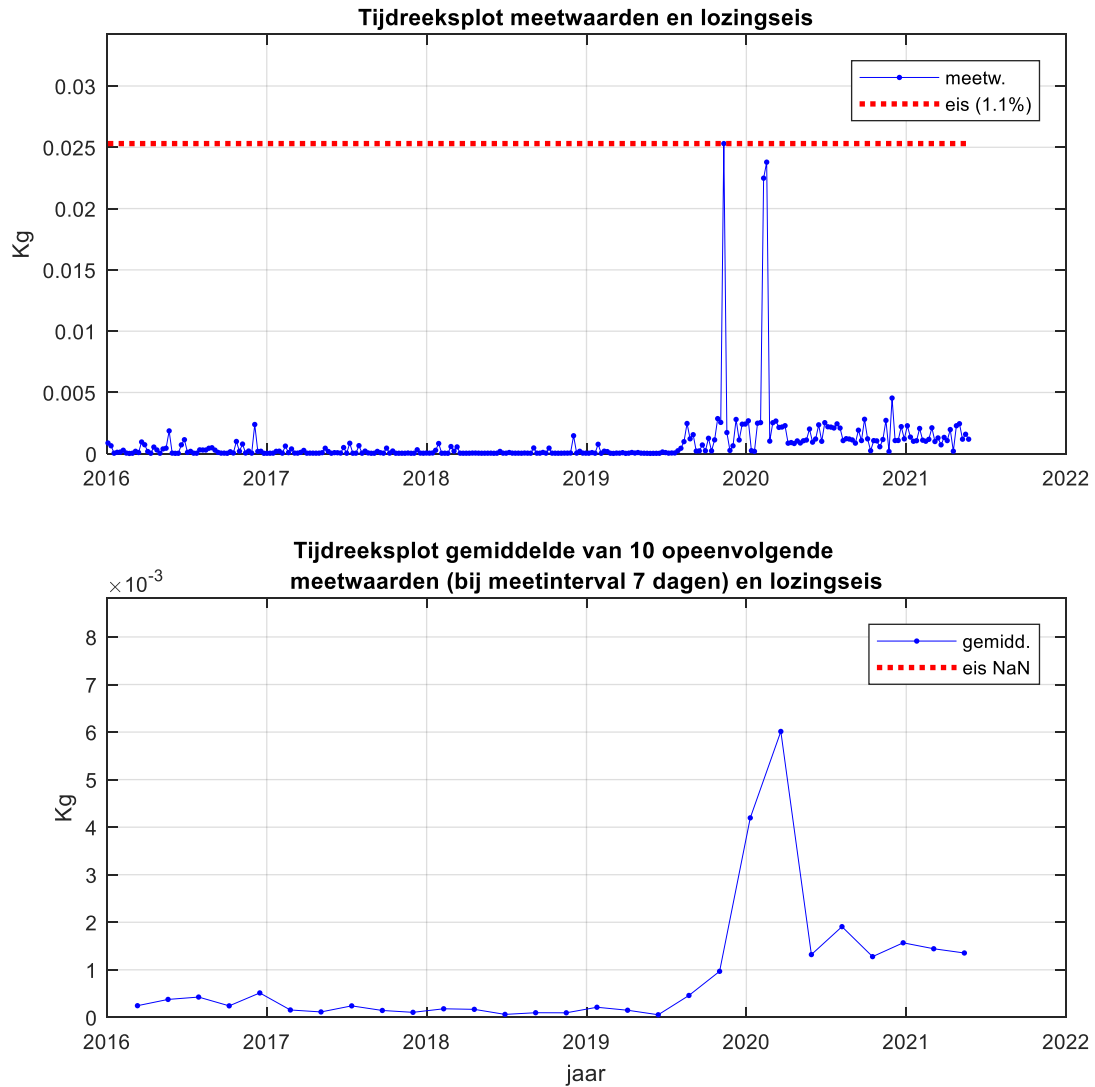 Tijdreeksplot meetwaarden en lozingseis
meetw.
eis (1.1%)
0.03
0.025
0.02
0.015
0.01
0.005
0
Kg
2016 2017 2018 2019 2020 2021 2022
Tijdreeksplot gemiddelde van 10 opeenvolgende
meetwaarden (bij meetinterval 7 dagen) en lozingseis
×10-3
gemidd.
eis NaN
8
7
6
5
4
3
2
1
0
Kg
2016 2017 2018 2019 2020 2021 2022
jaar